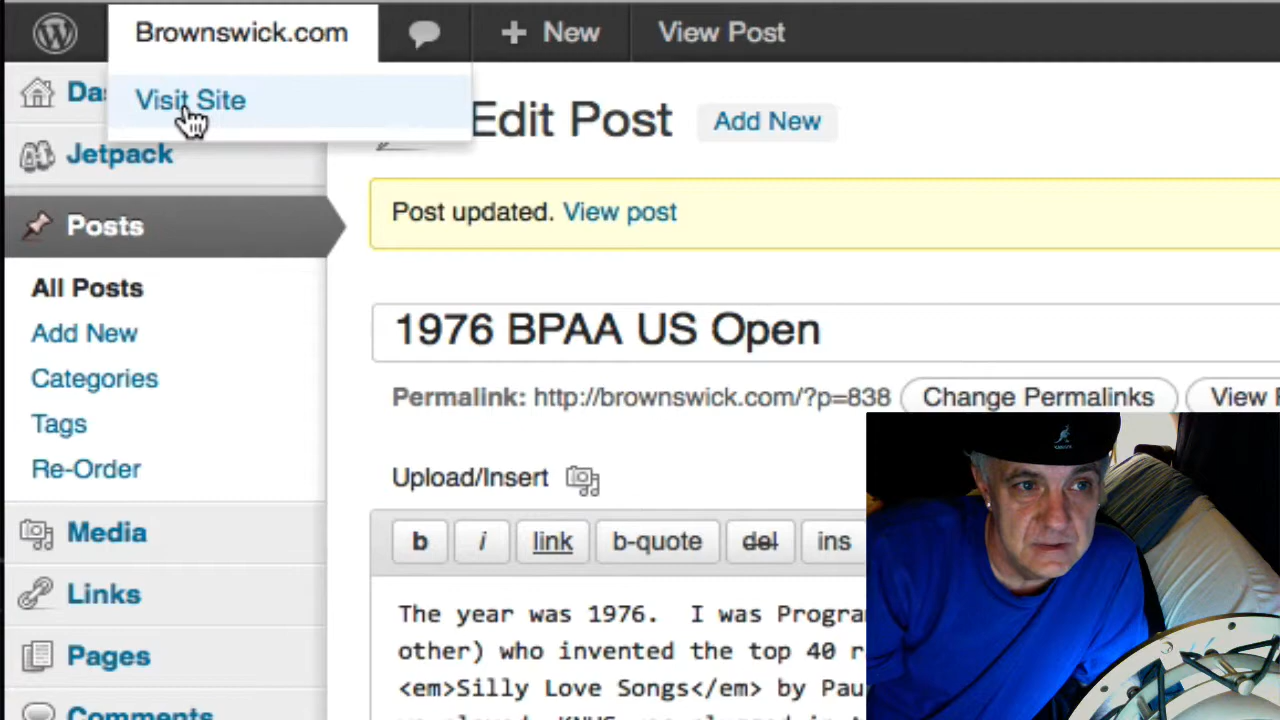 Brownswick.com
New
View Post
Visit Site
Edit Post
Add New
Jetpack
Post updated. View post
Posts
All Posts
Add New
Categories
Tags
Re-Order
1976 BPAA US Open
Permalink: http://brownswick.com/?p=838
Change Permalinks
View
Upload/Insert
b
i
link
b-quote
del
ins
Media
Links
Pages
Comments
The year was 1976. I was
other) who invented the top 40
<em>Silly Love Songs</em> by